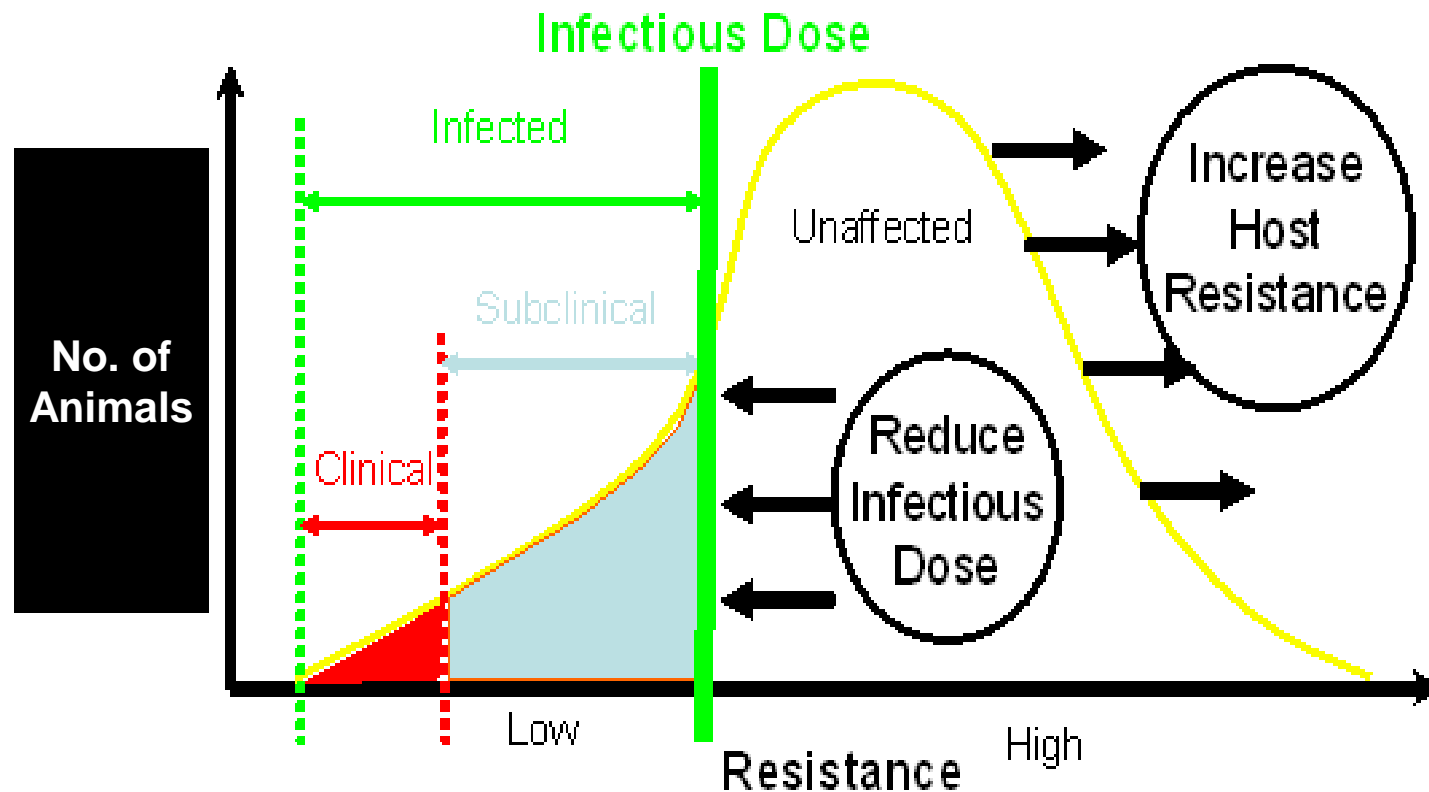 Infectious Dose
Infected
Increase
Host
Resistance
Unaffected
Subclinical
No. of
Animals
Clinical
Reduce
Infectious
Dose
Low
High
Resistance